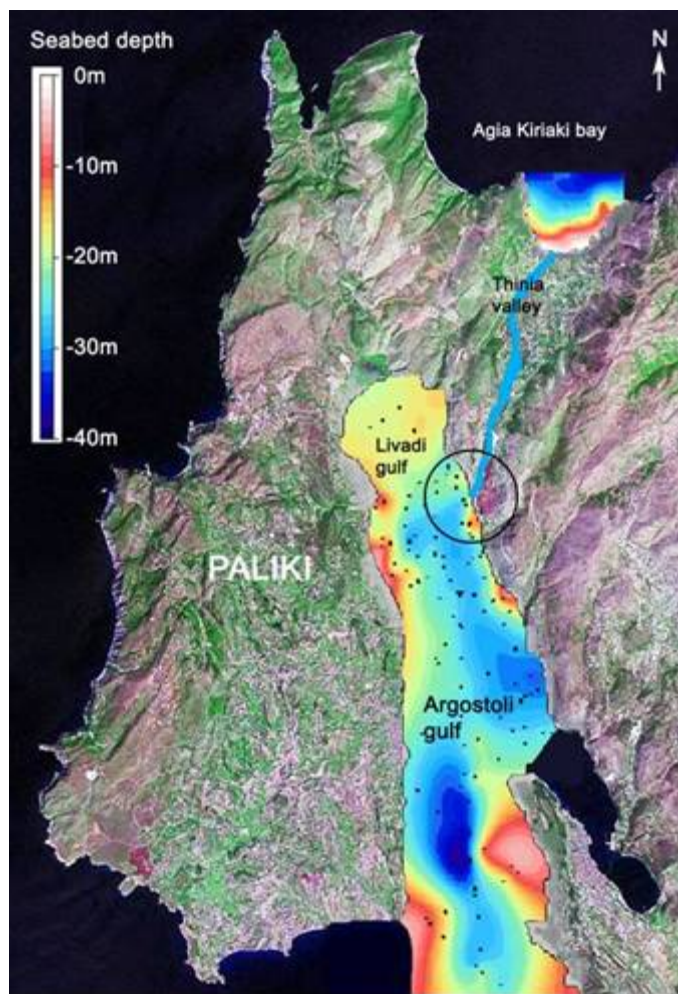 Seabed depth
0m
-10m
-20m
-30m
-40m
N
Agia Kiriaki bay
Thinia
valley
Livadi
gulf
PALIKI
Argostoli
gulf